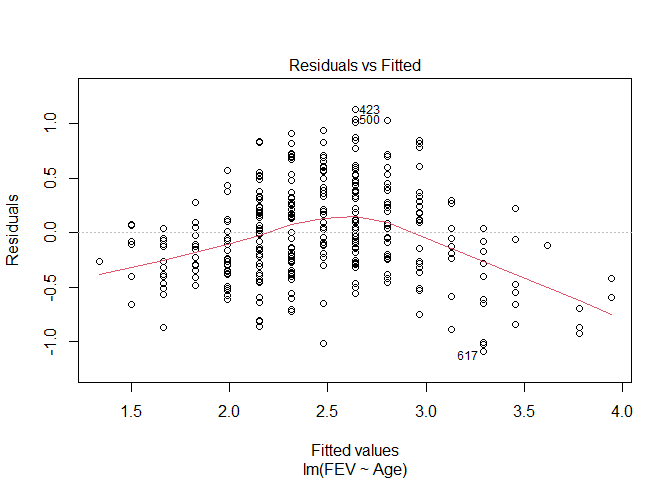 Residuals vs Fitted
Residuals
1.0
0.5
0.0
-0.5
-1.0
423
500
617
1.5 2.0 2.5 3.0 3.5 4.0
Fitted values
lm(FEV ~ Age)